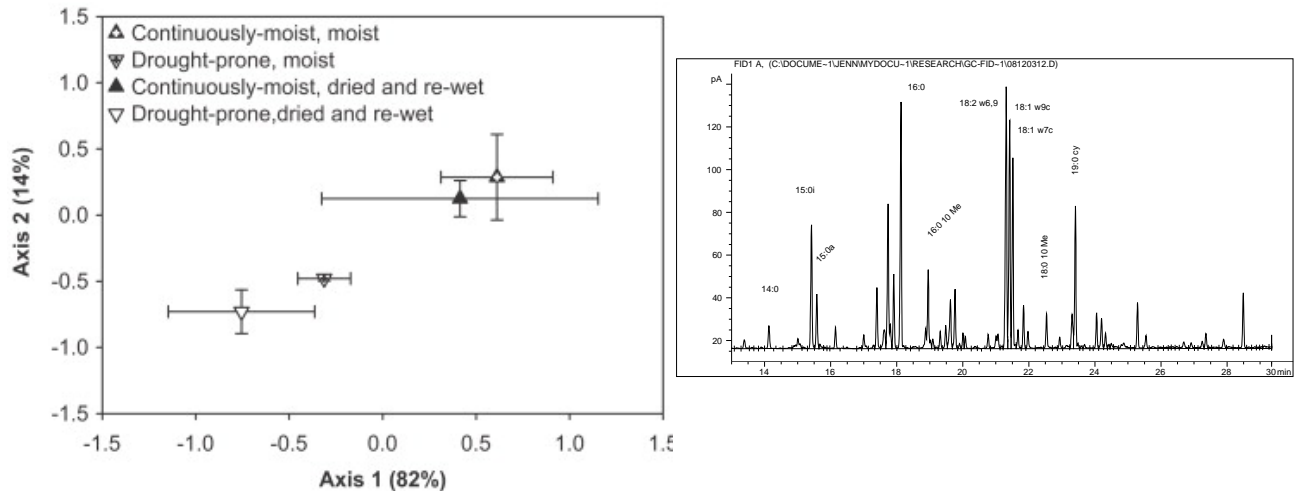 1.5
Continuously-moist, moist
Drought-prone, moist
Continuously-moist, dried and re-wet
Drought-prone,dried and re-wet
1.0
0.5
0.0
-0.5
-1.0
-1.5
Axis 2 (14%)
-1.5 -1.0 -0.5 0.0 0.5 1.0 1.5
Axis 1 (82%)
FID1 A, (C:\DOCUME~1\JENN\MYDOCU~1\RESEARCH\GC-FID~1\08120312.D)
pA
16:0
18:2 w6,9
18:1 w9c
18:1 w7c
19:0 cy
15:0i
15:0a
16:0 10 Me
18:0 10 Me
14:0
120
100
80
60
40
20
14 16 18 20 22 24 26 28 30 min